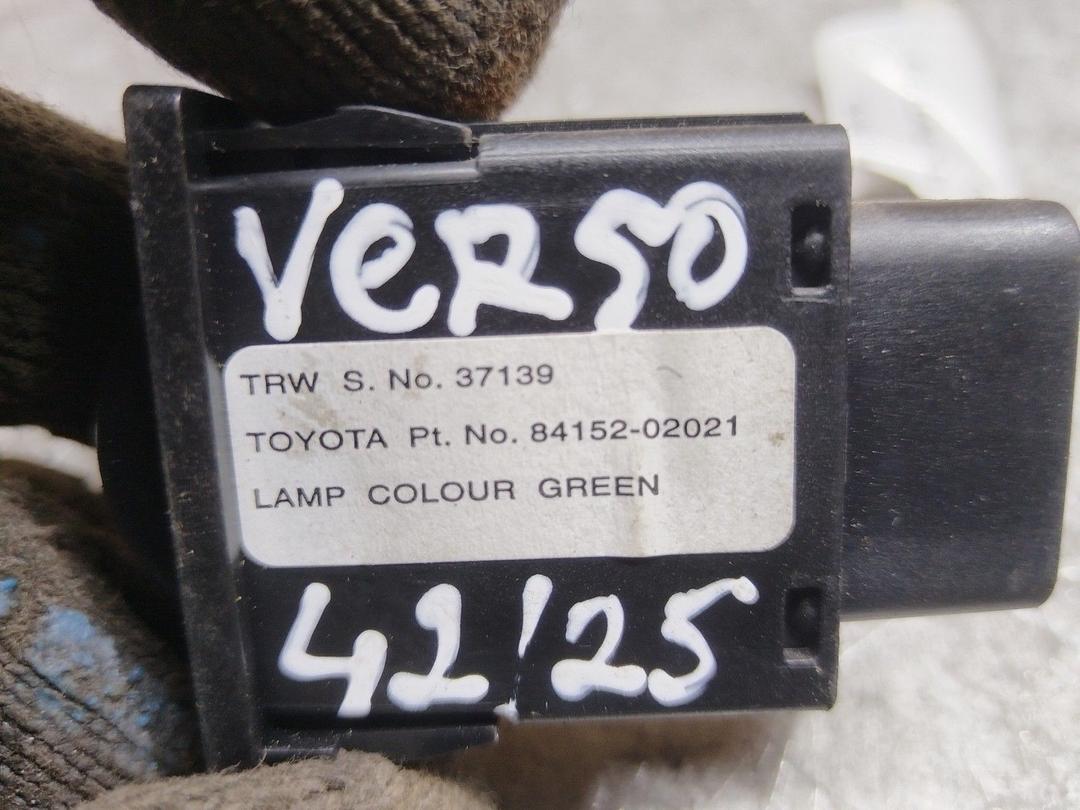 VeRSO
TRW S. No. 37139
TOYOTA Pt. No. 84152-02021
LAMP COLOUR GREEN
42/25